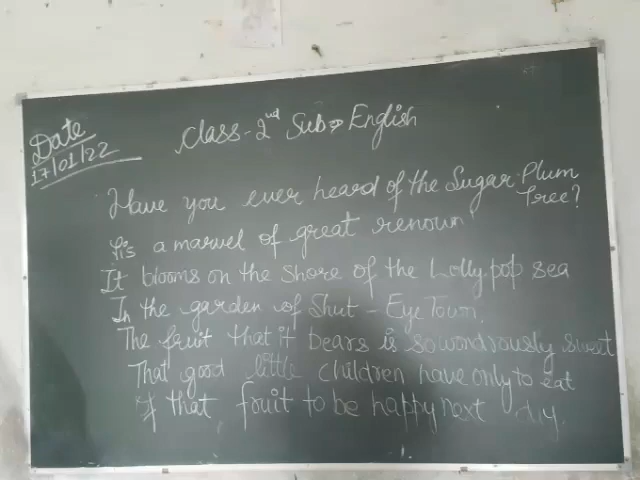 Date
17/01/22
Class - 2nd Sub → English
Have you ever heard of the Sugar-Plum
Tree?
'Tis a marvel of great renown!
It blooms on the shore of the Lolly.pop sea
In the garden of Shut - Eye Town.
The fruit that it bears is so wondrously sweet
That good little children have only to eat
of that fruit to be happy next day.